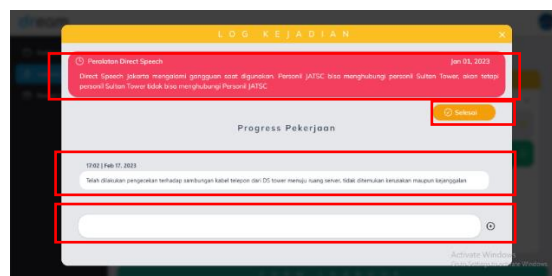 dream
LOG KEJADIAN
Peralatan Direct Speech
Jan 03, 2023
Direct Speech Jakarta mengalami gangguan saat digunakan. Personil JATSC bisa menghubungi personil Sultan Tower, akan tetapi
personil Sultan Tower tidak bisa menghubungi Personil JATSC
Selesai
Progress Pekerjaan
17:02 | Feb 17, 2023
Telah dilakukan pengecekan terhadap sambungan kabel telepon dari DS tower menuju ruang server, tidak ditemukan kerusakan maupun kejanggalan
Activate Windows